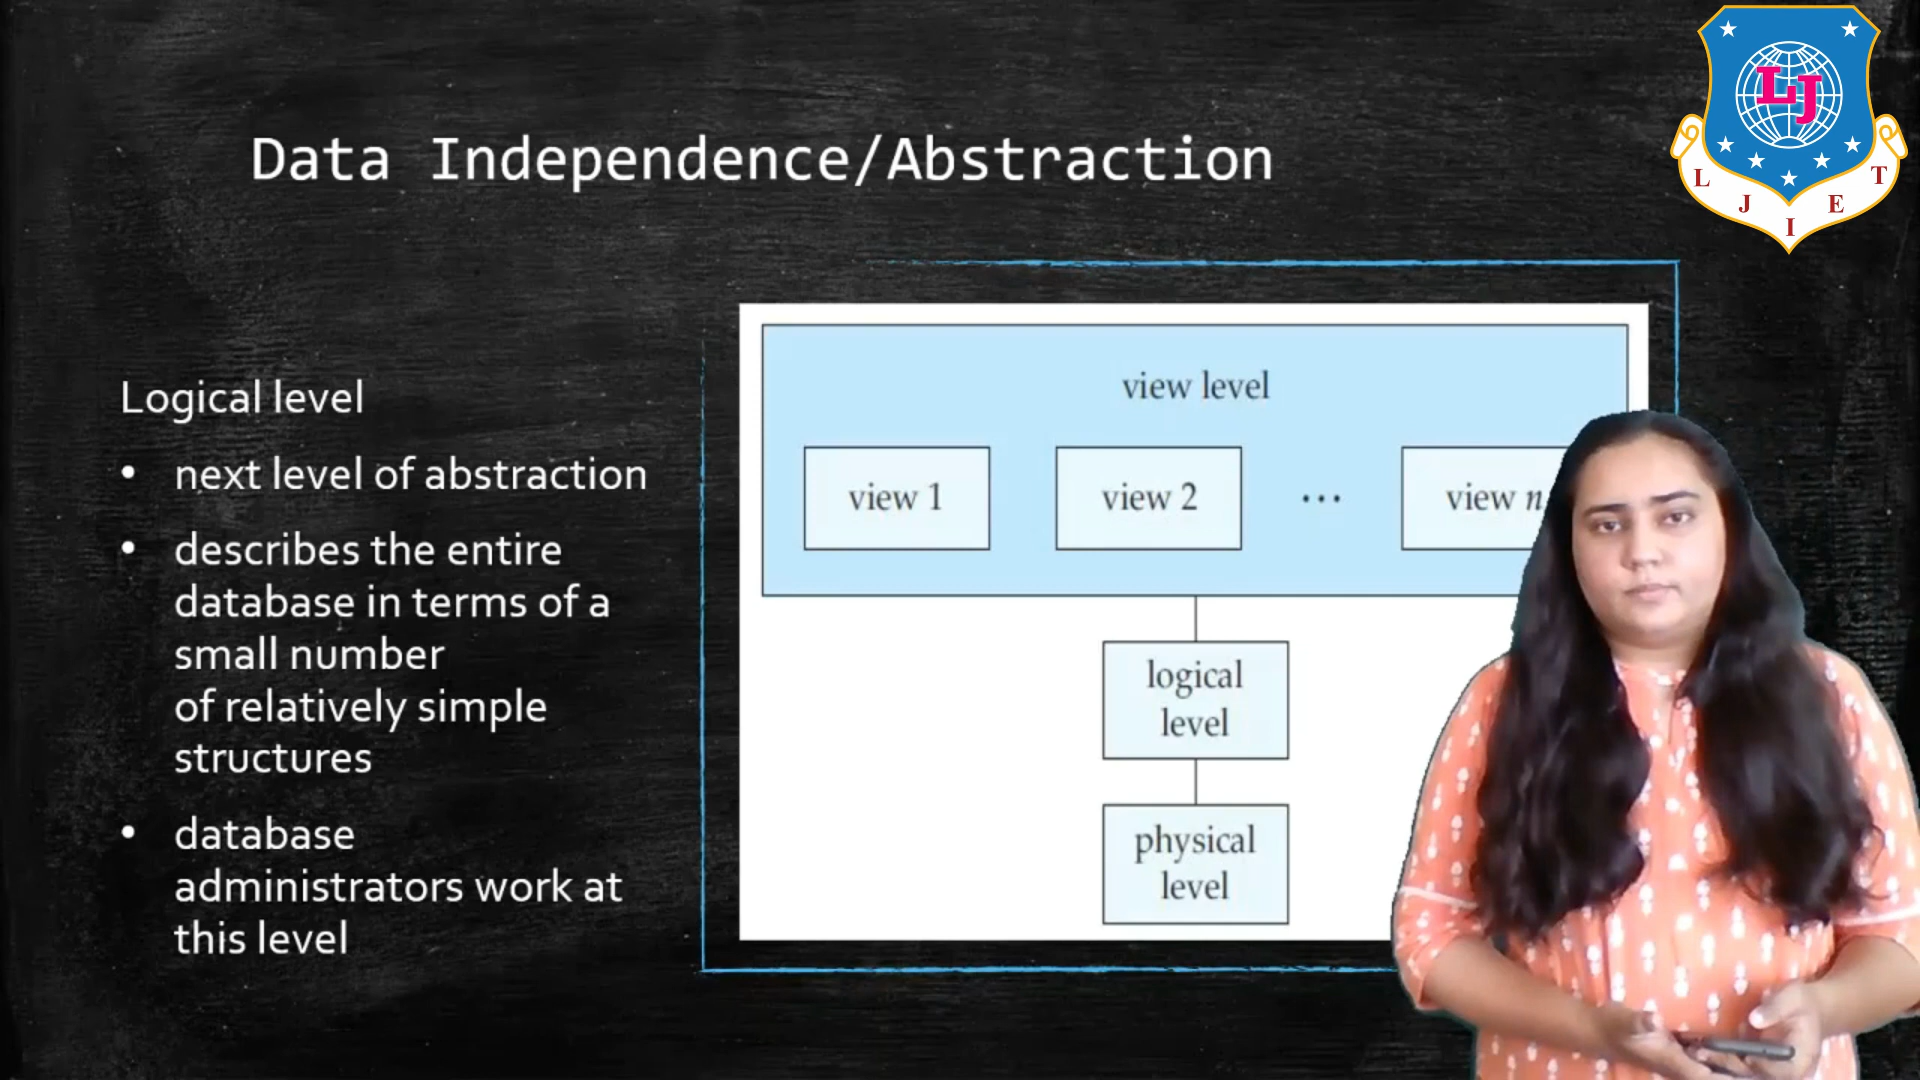 Data Independence/Abstraction
LJ
L J I E T
Logical level
• next level of abstraction
• describes the entire
database in terms of a
small number
of relatively simple
structures
• database
administrators work at
this level
view level
view 1 view 2 ... view n
logical
level
physical
level